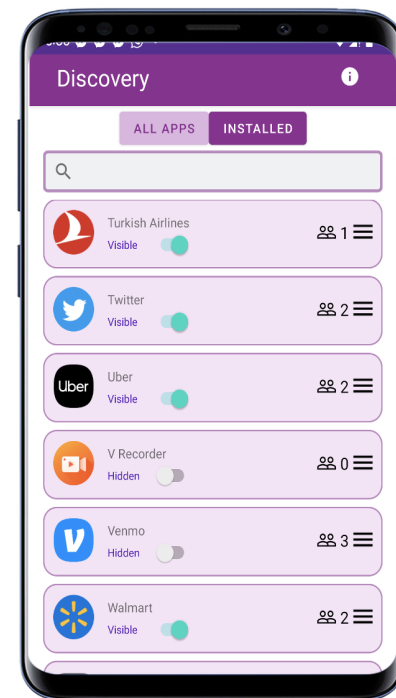 Discovery
ALL APPS INSTALLED
Turkish Airlines
Visible
1
Twitter
Visible
2
Uber
Uber
Visible
2
V Recorder
Hidden
0
Venmo
Hidden
3
Walmart
Visible
2